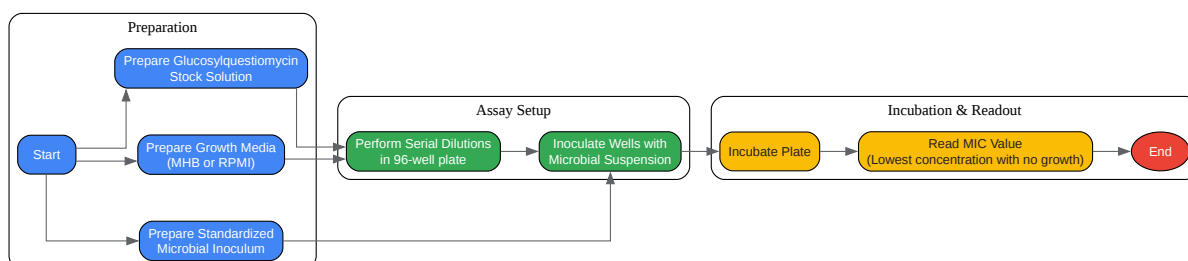 Preparation
Start
Prepare Glucosylquestiomycin
Stock Solution
Prepare Growth Media
(MHB or RPMI)
Prepare Standardized
Microbial Inoculum
Assay Setup
Perform Serial Dilutions
in 96-well plate
Inoculate Wells with
Microbial Suspension
Incubation & Readout
Incubate Plate
Read MIC Value
(Lowest concentration with no growth)
End